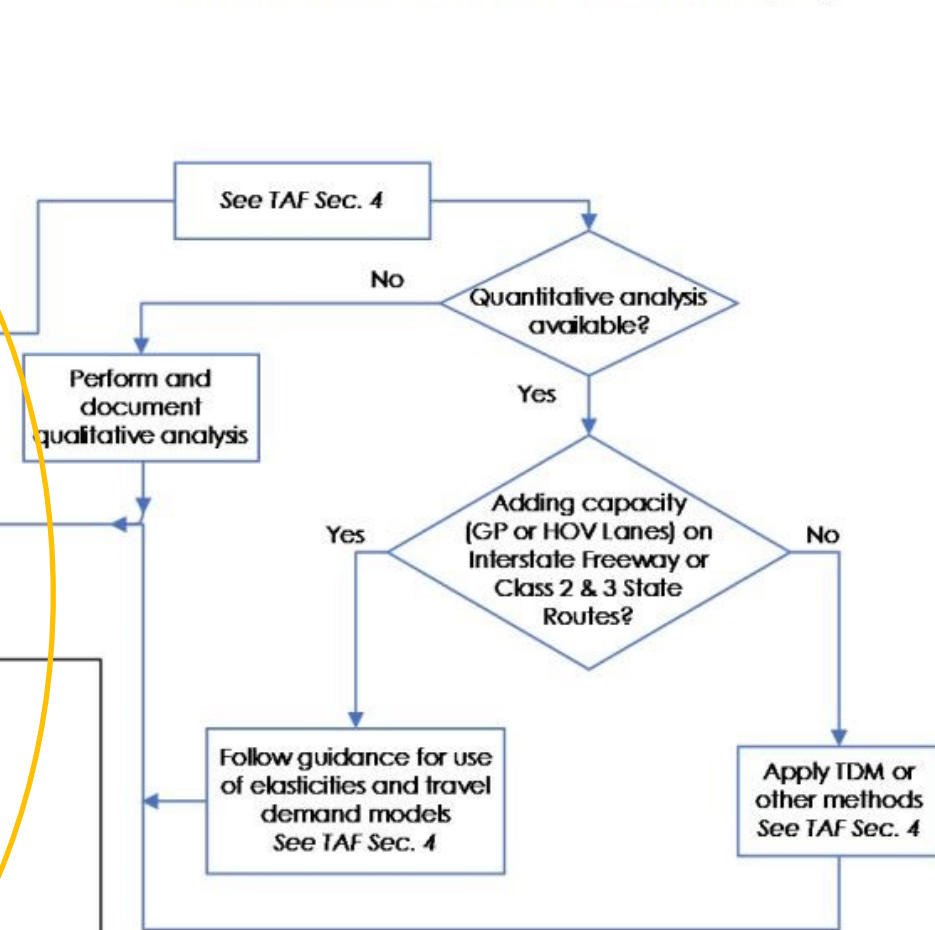 See TAF Sec. 4
No
Quantitative analysis
available?
Perform and
document
qualitative analysis
Yes
Adding capacity
(GP or HOV Lanes) on
Interstate Freeway or
Class 2 & 3 State
Routes?
Yes
No
Follow guidance for use
of elasticities and travel
demand models
See TAF Sec. 4
Apply TDM or
other methods
See TAF Sec. 4